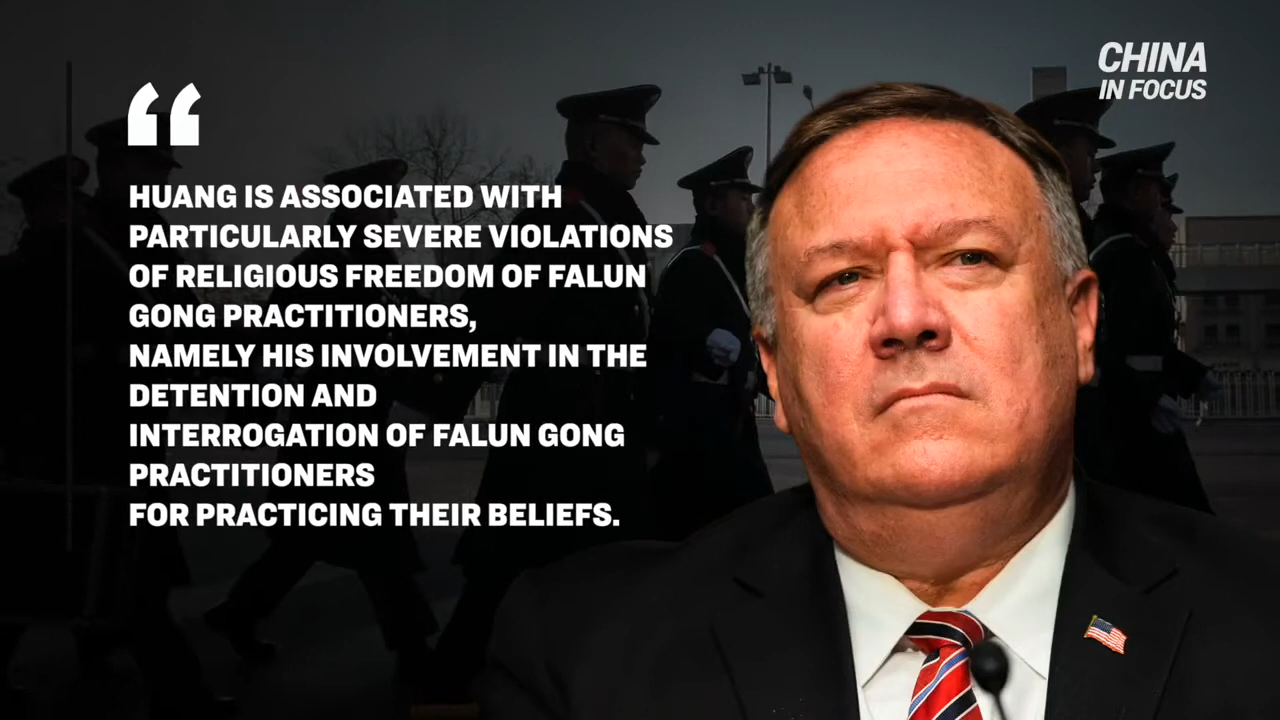 CHINA
IN FOCUS
HUANG IS ASSOCIATED WITH
PARTICULARLY SEVERE VIOLATIONS
OF RELIGIOUS FREEDOM OF FALUN
GONG PRACTITIONERS,
NAMELY HIS INVOLVEMENT IN THE
DETENTION AND
INTERROGATION OF FALUN GONG
PRACTITIONERS
FOR PRACTICING THEIR BELIEFS.